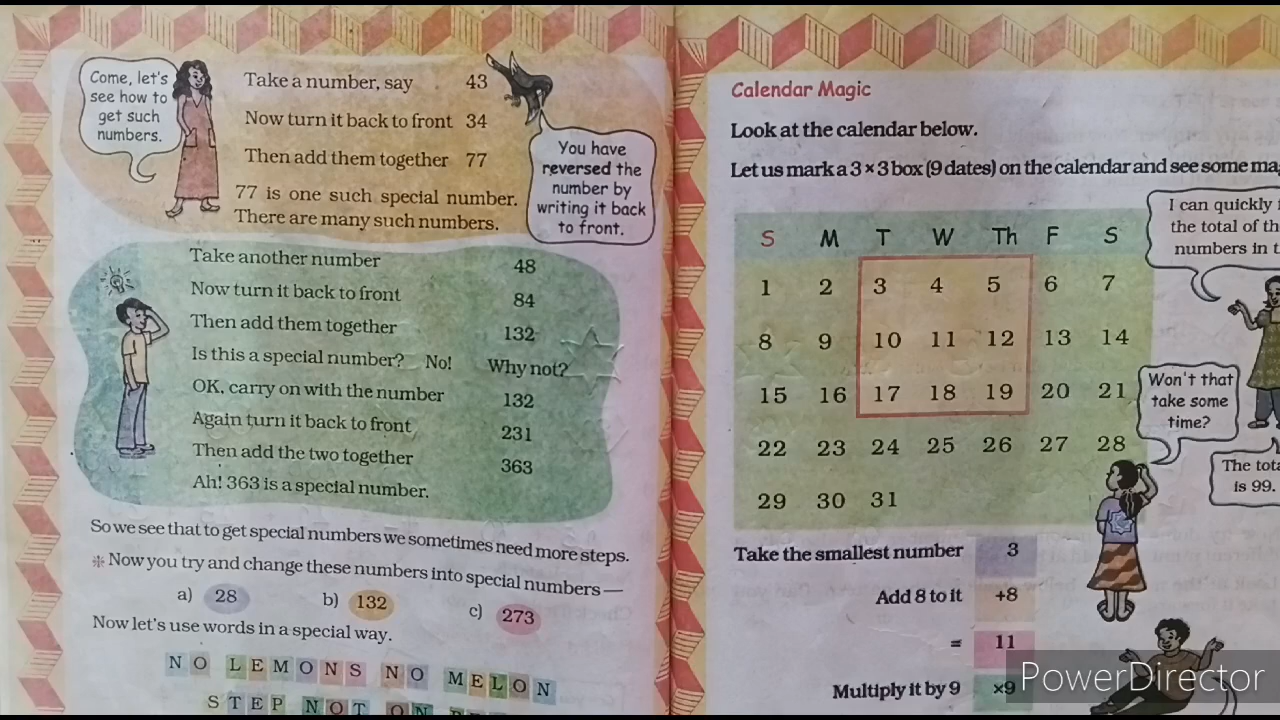 Come, let's
see how to
get such
numbers.
Take a number, say 43
Now turn it back to front 34
Then add them together 77
77 is one such special number.
There are many such numbers.
You have
reversed the
number by
writing it back
to front.
Take another number 48
Now turn it back to front 84
Then add them together 132
Is this a special number? No! Why not?
OK, carry on with the number 132
Again turn it back to front 231
Then add the two together 363
Ah! 363 is a special number.
So we see that to get special numbers we sometimes need more steps.
* Now you try and change these numbers into special numbers —
a) 28 b) 132 c) 273
Now let's use words in a special way.
NO LEMONS NO MELON
STEP NOT ON
Calendar Magic
Look at the calendar below.
Let us mark a 3 × 3 box (9 dates) on the calendar and see some
I can quickly
the total of
numbers in
S M T W Th F S
1 2 3 4 5 6 7
8 9 10 11 12 13 14
15 16 17 18 19 20 21
22 23 24 25 26 27 28
29 30 31
Won't that
take some
time?
The
is 99.
Take the smallest number 3
Add 8 to it +8
= 11
Multiply it by 9 ×9
PowerDirector